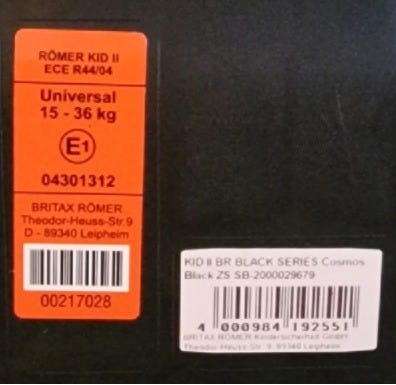 RÖMER KID II
ECE R44/04
Universal
15 - 36 kg
E1
04301312
BRITAX RÖMER
Theodor-Heuss-Str 9
D - 89340 Leipheim
00217028
KID II BR BLACK SERIES Cosmos
Black ZS SB-2000029679
4 000984 192551
BRITAX RÖMER Kindersicherheit GmbH
Theodor-Heuss-Str. 9, 89340 Leipheim